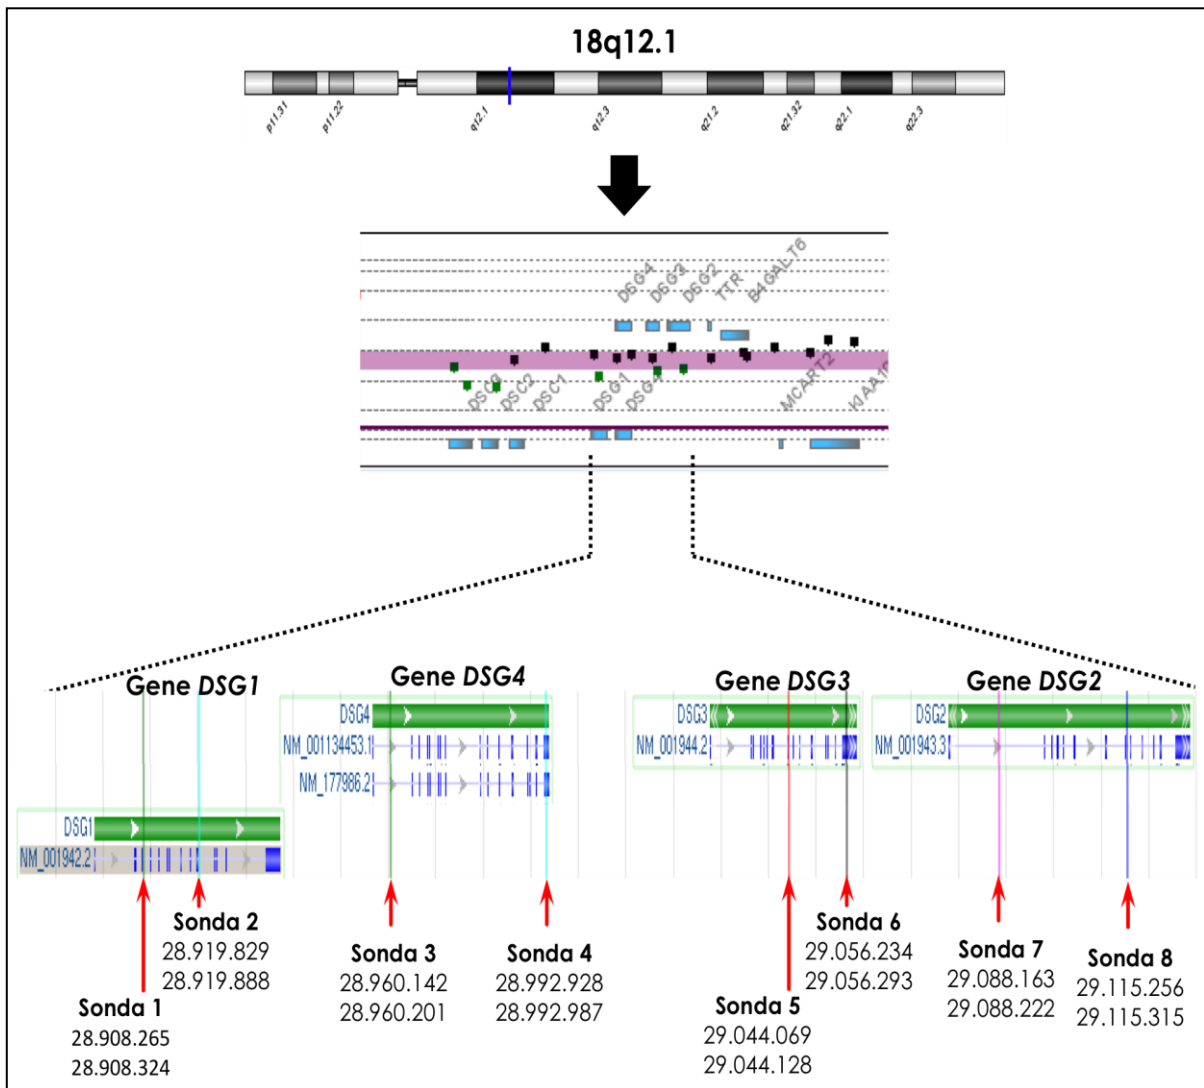 18q12.1
p11.31
p11.22
q12.1
q12.3
q21.2
q21.32
q22.1
q22.3
DSG4
DSG3
DSG2
TTR
B4GALT6
DSC3
DSC2
DSC1
DSG1
DSG4
MCART2
Gene DSG1
Gene DSG4
Gene DSG3
Gene DSG2
DSG4
NM_001134453.1
NM_177986.2
DSG3
NM_001944.2
DSG2
NM_001943.3
DSG1
NM_001942.2
Sonda 1
28.908.265
28.908.324
Sonda 2
28.919.829
28.919.888
Sonda 3
28.960.142
28.960.201
Sonda 4
28.992.928
28.992.987
Sonda 5
29.044.069
29.044.128
Sonda 6
29.056.234
29.056.293
Sonda 7
29.088.163
29.088.222
Sonda 8
29.115.256
29.115.315